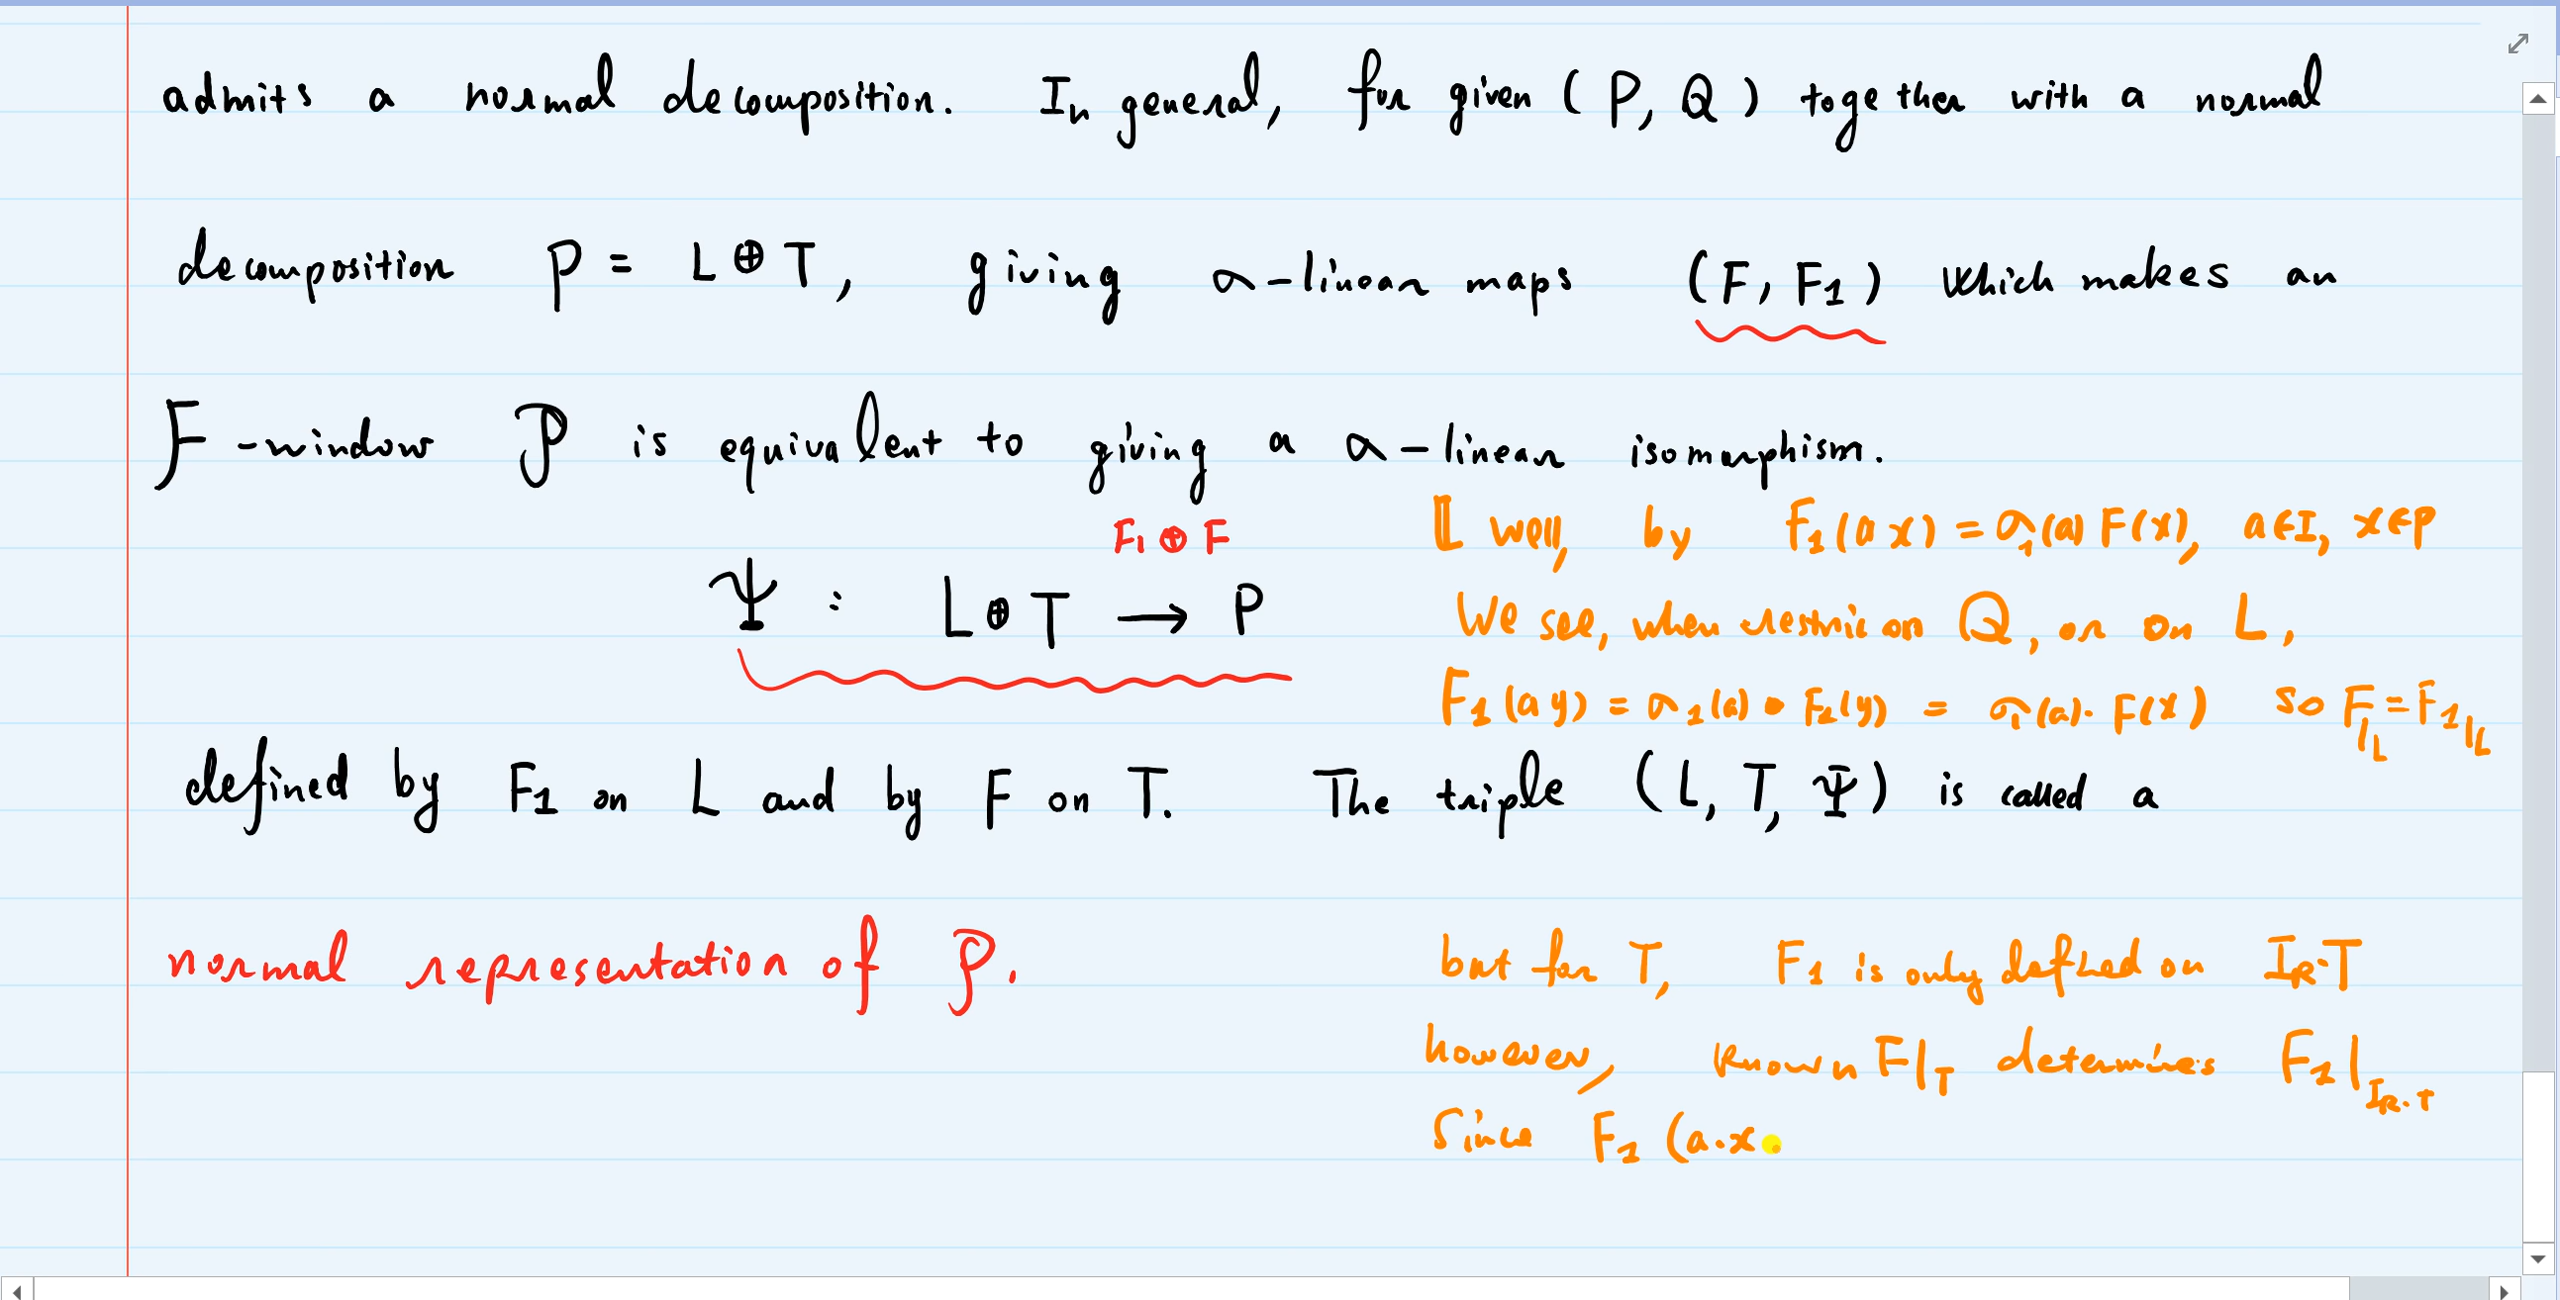 admits a normal decomposition. In general, for given (P, Q) together with a normal
decomposition P = L ⊕ T, giving σ-linear maps (F, F₁) which makes an
F-window 𝒫 is equivalent to giving a σ-linear isomorphism.
F₁ ⊕ F
Ψ : L ⊕ T → P
defined by F₁ on L and by F on T. The triple (L, T, Ψ) is called a
normal representation of 𝒫.
well, by F₁(ax) = σ₁(a) F(x), a∈I, x∈P
We see, when restric on Q, or on L,
F₁(ay) = σ₁(a) • F₁(y) = σ₁(a)· F(x) so F|L = F₁|L
but for T, F₁ is only defined on I_R·T
however, known F|T determines F₁|I_R·T
Since F₁ (a·x